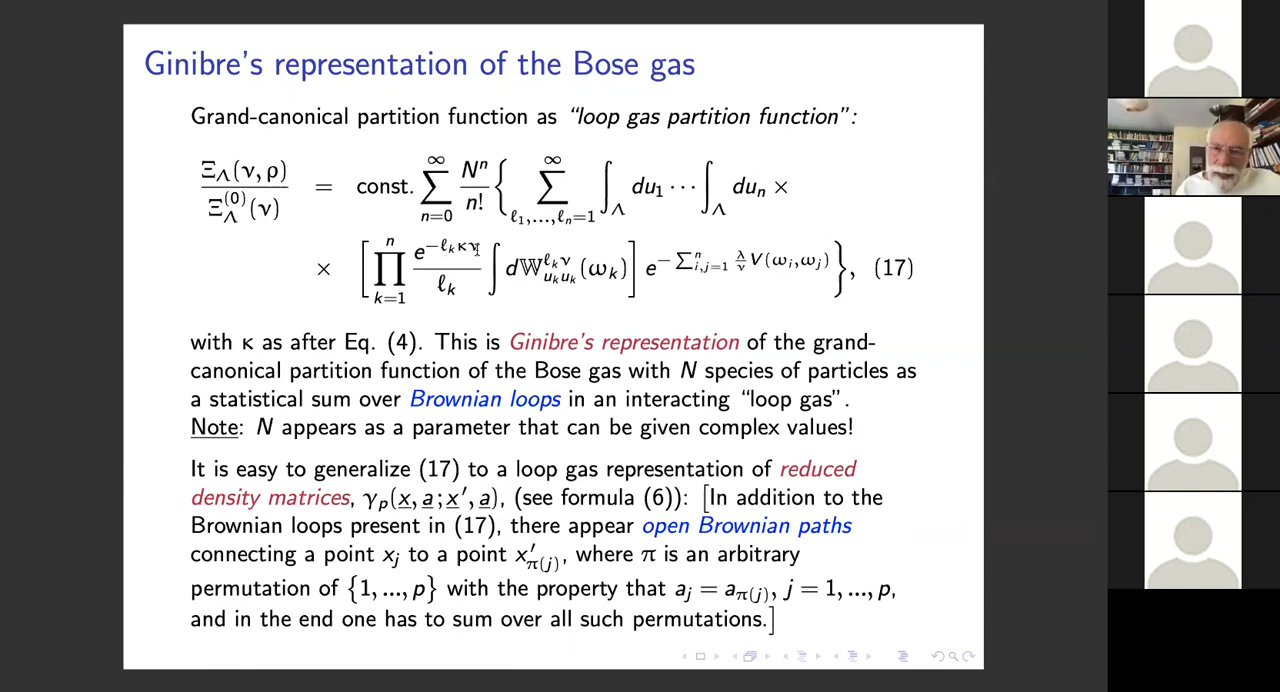 Ginibre's representation of the Bose gas
Grand-canonical partition function as “loop gas partition function”:
Ξ_Λ(ν,ρ) / Ξ_Λ^(0)(ν) = const. ∑_{n=0}^{∞} N^n/n! { ∑_{ℓ_1,...,ℓ_n=1}^{∞} ∫_Λ du_1 ⋯ ∫_Λ du_n ×
× [ ∏_{k=1}^{n} e^{−ℓ_k κν}/ℓ_k ∫ d𝕎^{ℓ_k ν}_{u_k u_k}(ω_k) ] e^{−∑_{i,j=1}^{n} λ/ν V(ω_i,ω_j)} }, (17)
with κ as after Eq. (4). This is Ginibre's representation of the grand-
canonical partition function of the Bose gas with N species of particles as
a statistical sum over Brownian loops in an interacting “loop gas”.
Note: N appears as a parameter that can be given complex values!
It is easy to generalize (17) to a loop gas representation of reduced
density matrices, γ_p(x, a; x′, a), (see formula (6)): [In addition to the
Brownian loops present in (17), there appear open Brownian paths
connecting a point x_j to a point x′_{π(j)}, where π is an arbitrary
permutation of {1, ..., p} with the property that a_j = a_{π(j)}, j = 1, ..., p,
and in the end one has to sum over all such permutations.]